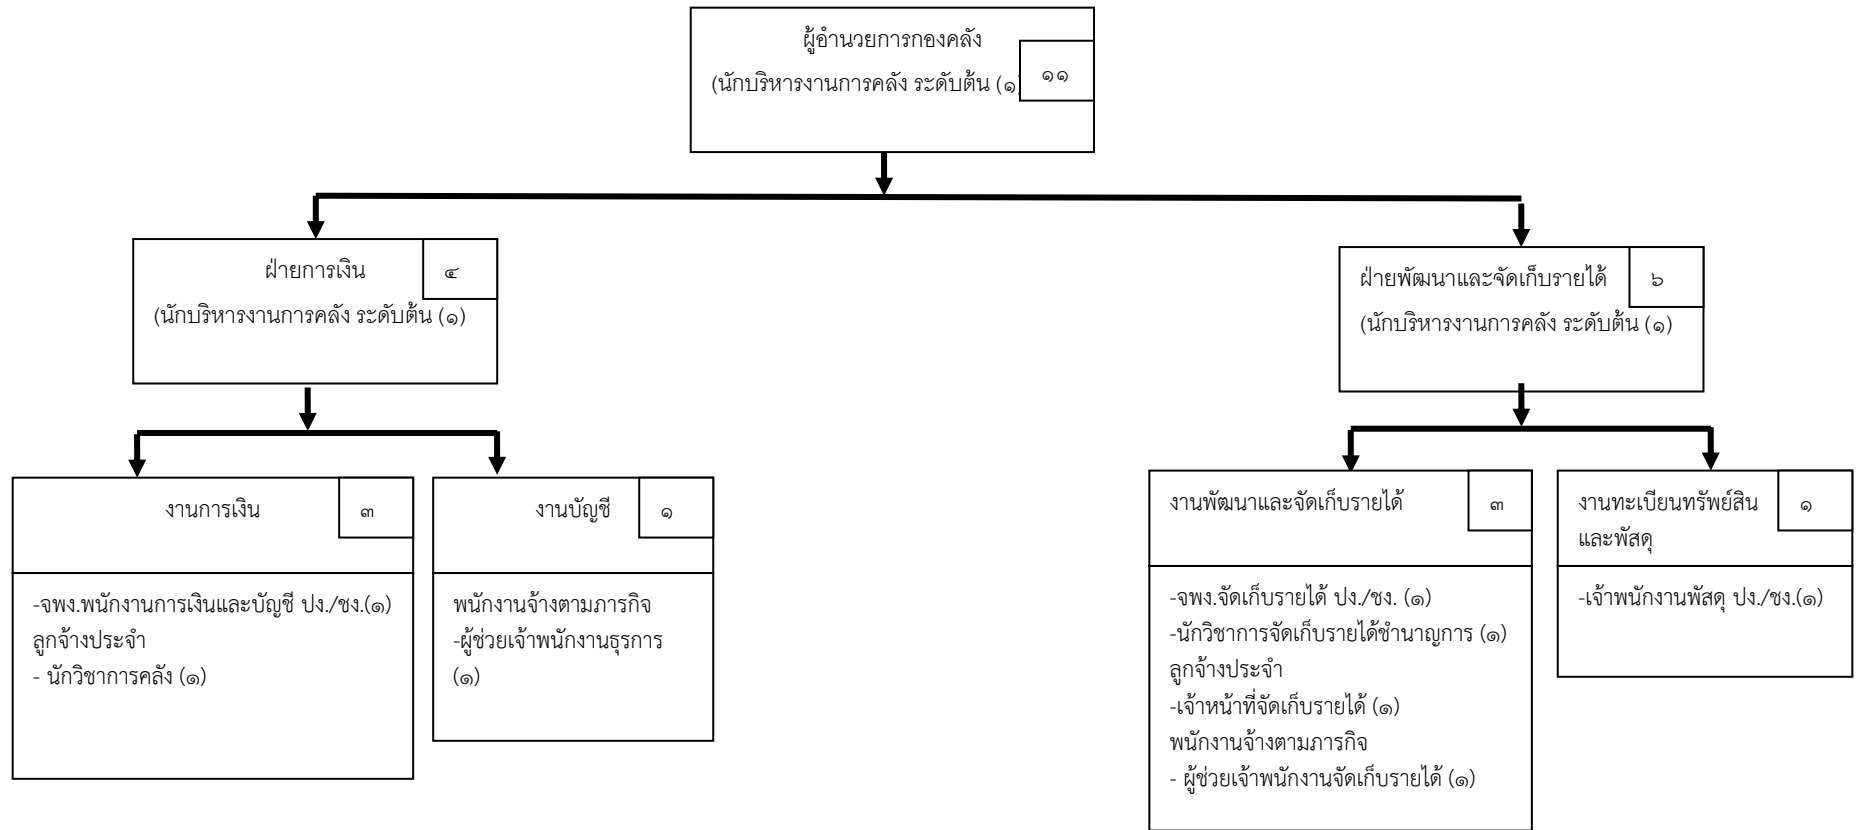 ผู้อำนวยการกองคลัง
(นักบริหารงานการคลัง ระดับต้น (๑)
๑๑
ฝ่ายการเงิน
๔
(นักบริหารงานการคลัง ระดับต้น (๑)
ฝ่ายพัฒนาและจัดเก็บรายได้
๖
(นักบริหารงานการคลัง ระดับต้น (๑)
งานการเงิน
๓
-จพง.พนักงานการเงินและบัญชี ปง./ชง.(๑)
ลูกจ้างประจำ
- นักวิชาการคลัง (๑)
งานบัญชี
๑
พนักงานจ้างตามภารกิจ
-ผู้ช่วยเจ้าพนักงานธุรการ
(๑)
งานพัฒนาและจัดเก็บรายได้
๓
-จพง.จัดเก็บรายได้ ปง./ชง. (๑)
-นักวิชาการจัดเก็บรายได้ชำนาญการ (๑)
ลูกจ้างประจำ
-เจ้าหน้าที่จัดเก็บรายได้ (๑)
พนักงานจ้างตามภารกิจ
- ผู้ช่วยเจ้าพนักงานจัดเก็บรายได้ (๑)
งานทะเบียนทรัพย์สิน
และพัสดุ
๑
-เจ้าพนักงานพัสดุ ปง./ชง.(๑)